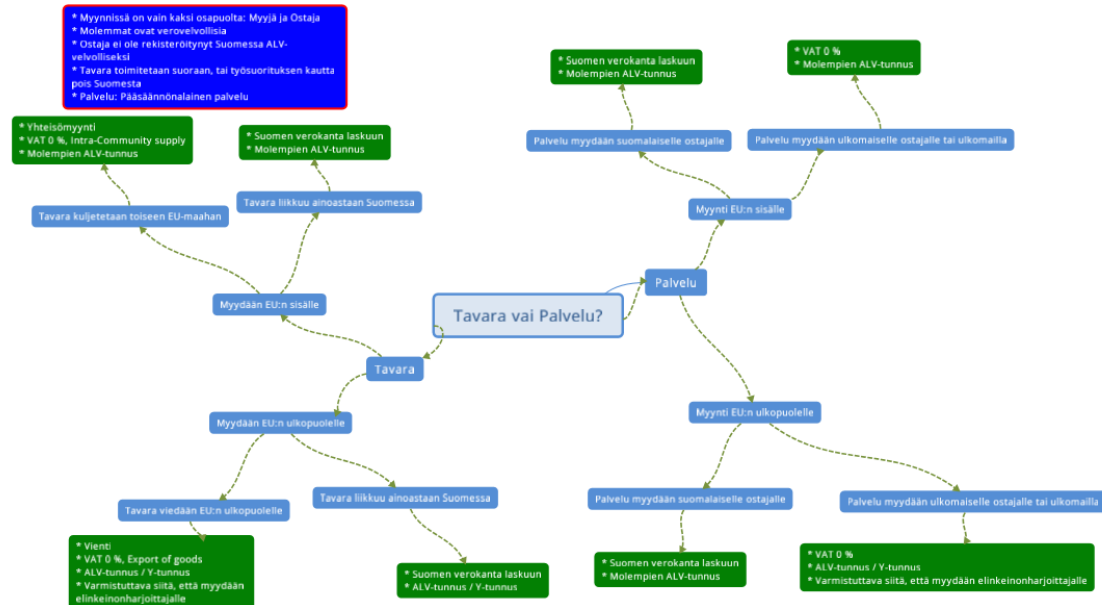 * Myynnissä on vain kaksi osapuolta: Myyjä ja Ostaja
* Molemmat ovat verovelvollisia
* Ostaja ei ole rekisteröitynyt Suomessa ALV-
velvolliseksi
* Tavara toimitetaan suoraan, tai työsuorituksen kautta
pois Suomesta
* Palvelu: Pääsäännönalainen palvelu
* Yhteisömyynti
* VAT 0 %, Intra-Community supply
* Molempien ALV-tunnus
* Suomen verokanta laskuun
* Molempien ALV-tunnus
* Suomen verokanta laskuun
* Molempien ALV-tunnus
* VAT 0 %
* Molempien ALV-tunnus
Tavara kuljetetaan toiseen EU-maahan
Tavara liikkuu ainoastaan Suomessa
Palvelu myydään suomalaiselle ostajalle
Palvelu myydään ulkomaiselle ostajalle tai ulkomailla
Myydään EU:n sisälle
Myynti EU:n sisälle
Palvelu
Tavara vai Palvelu?
Tavara
Myydään EU:n ulkopuolelle
Myynti EU:n ulkopuolelle
Tavara viedään EU:n ulkopuolelle
Tavara liikkuu ainoastaan Suomessa
Palvelu myydään suomalaiselle ostajalle
Palvelu myydään ulkomaiselle ostajalle tai ulkomailla
* Vienti
* VAT 0 %, Export of goods
* ALV-tunnus / Y-tunnus
* Varmistuttava siitä, että myydään
elinkeinonharjoittajalle
* Suomen verokanta laskuun
* ALV-tunnus / Y-tunnus
* Suomen verokanta laskuun
* Molempien ALV-tunnus
* VAT 0 %
* ALV-tunnus / Y-tunnus
* Varmistuttava siitä, että myydään elinkeinonharjoittajalle